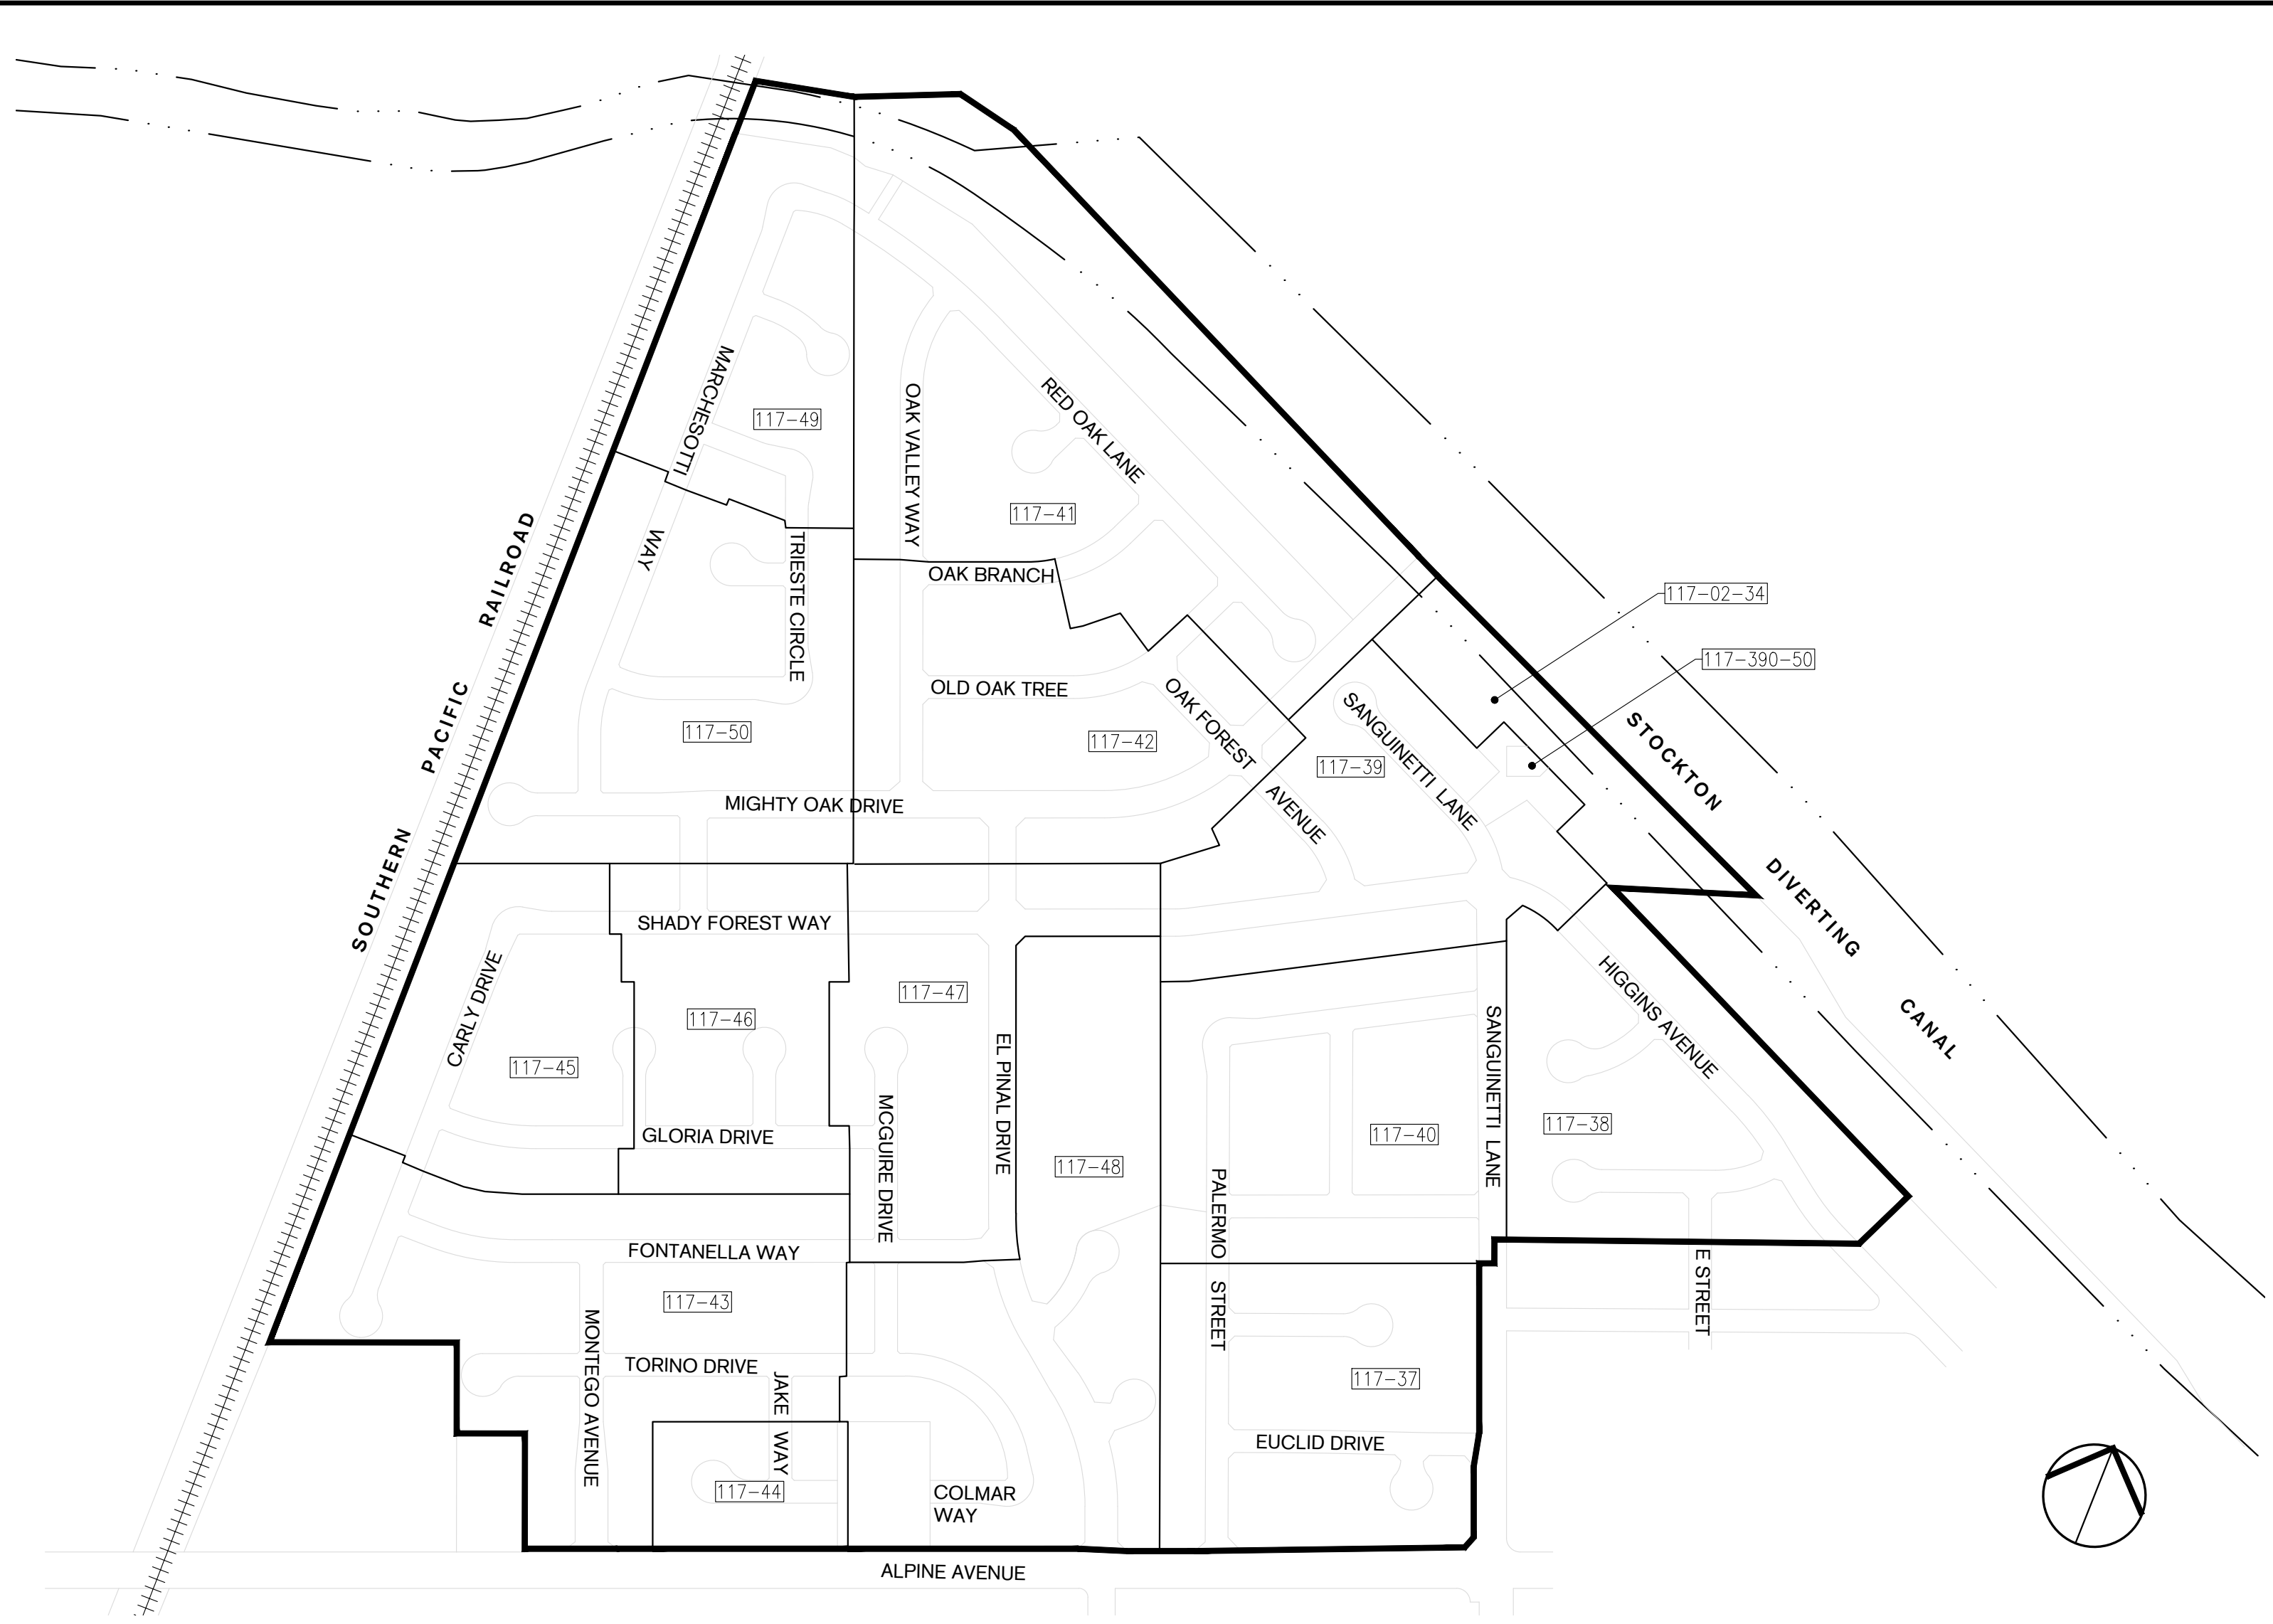 MARCHESOTTI
WAY
117-49
OAK VALLEY WAY
RED OAK LANE
117-41
OAK BRANCH
TRIESTE CIRCLE
SOUTHERN PACIFIC RAILROAD
117-02-34
117-390-50
OLD OAK TREE
OAK FOREST
AVENUE
SANGUINETTI LANE
117-50
117-42
117-39
STOCKTON DIVERTING CANAL
MIGHTY OAK DRIVE
SHADY FOREST WAY
CARLY DRIVE
117-47
117-46
117-45
EL PINAL DRIVE
HIGGINS AVENUE
SANGUINETTI LANE
MCGUIRE DRIVE
GLORIA DRIVE
117-48
117-40
117-38
PALERMO STREET
FONTANELLA WAY
E STREET
117-43
MONTEGO AVENUE
TORINO DRIVE
JAKE WAY
117-37
EUCLID DRIVE
117-44
COLMAR
WAY
ALPINE AVENUE